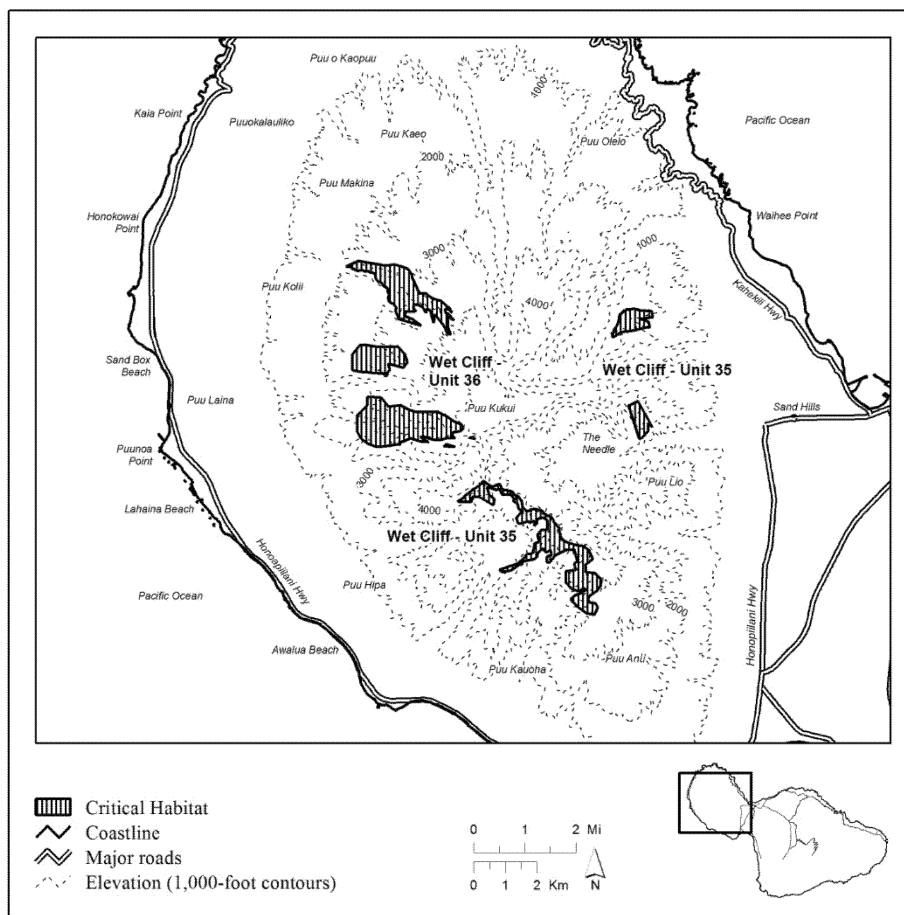 Puu o Kaopuu
Kaia Point
Puuokalauliko
4000
Pacific Ocean
Puu Kaeo
Puu Olelo
2000
Puu Makina
Honokowai
Point
Waihee Point
3000
1000
Puu Kolii
Kahekili Hwy
4000
Sand Box
Beach
Wet Cliff -
Unit 36
Wet Cliff - Unit 35
Puu Laina
Puu Kukui
Sand Hills
The
Needle
Puunoa
Point
3000
Puu Lio
Lahaina Beach
4000
Wet Cliff - Unit 35
Honoapiilani Hwy
Puu Hipa
Pacific Ocean
3000
2000
Honopiilani Hwy
Awalua Beach
Puu Kauoha
Puu Anu
Critical Habitat
Coastline
Major roads
Elevation (1,000-foot contours)
0 1 2 Mi
0 1 2 Km
N